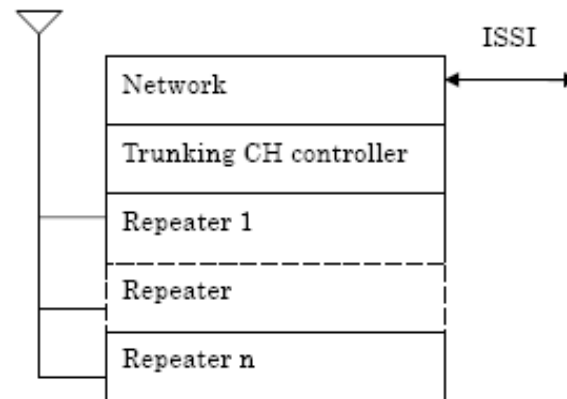 ISSI
Network
Trunking CH controller
Repeater 1
Repeater
Repeater n